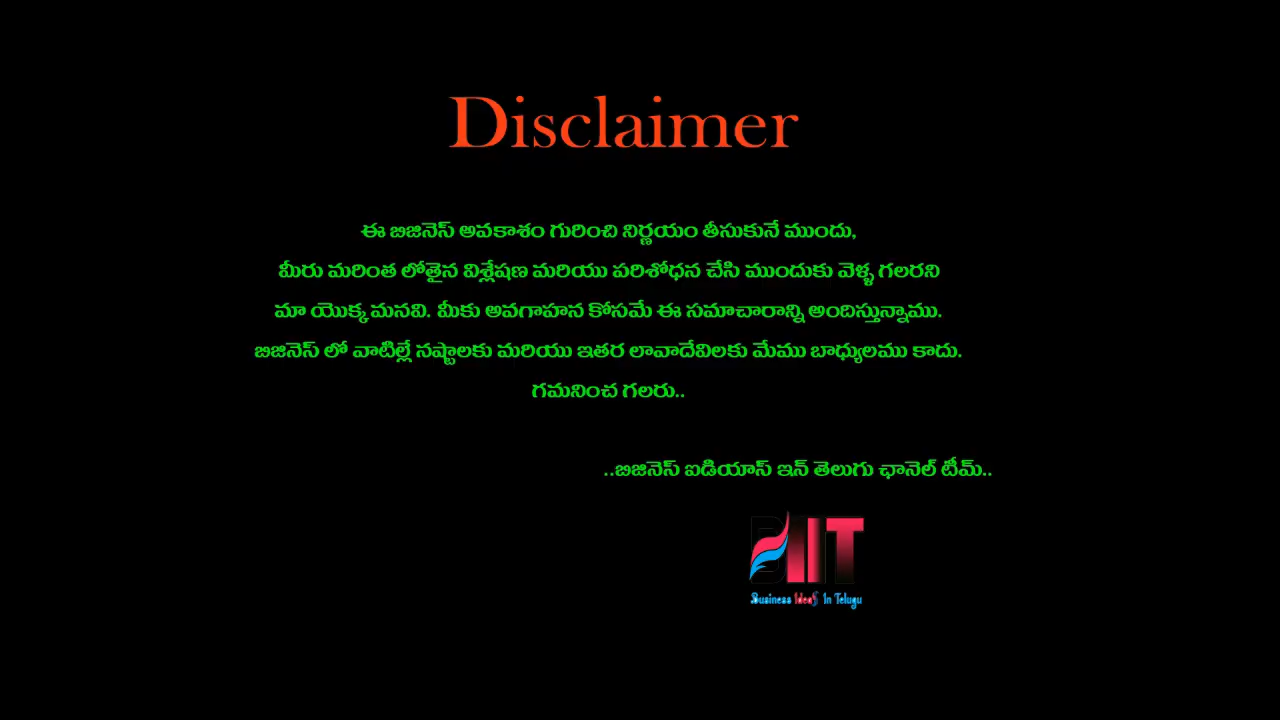 Disclaimer
ఈ బిజినెస్ అవకాశం గురించి నిర్ణయం తీసుకునే ముందు,
మీరు మరింత లోతైన విశ్లేషణ మరియు పరిశోధన చేసి ముందుకు వెళ్ళ గలరని
మా యొక్క మనవి. మీకు అవగాహన కోసమే ఈ సమాచారాన్ని అందిస్తున్నాము.
బిజినెస్ లో వాటిల్లే నష్టాలకు మరియు ఇతర లావాదేవిలకు మేము బాధ్యులము కాదు.
గమనించ గలరు..
..బిజినెస్ ఐడియాస్ ఇన్ తెలుగు ఛానెల్ టీమ్..
BIIT
Business Ideas In Telugu